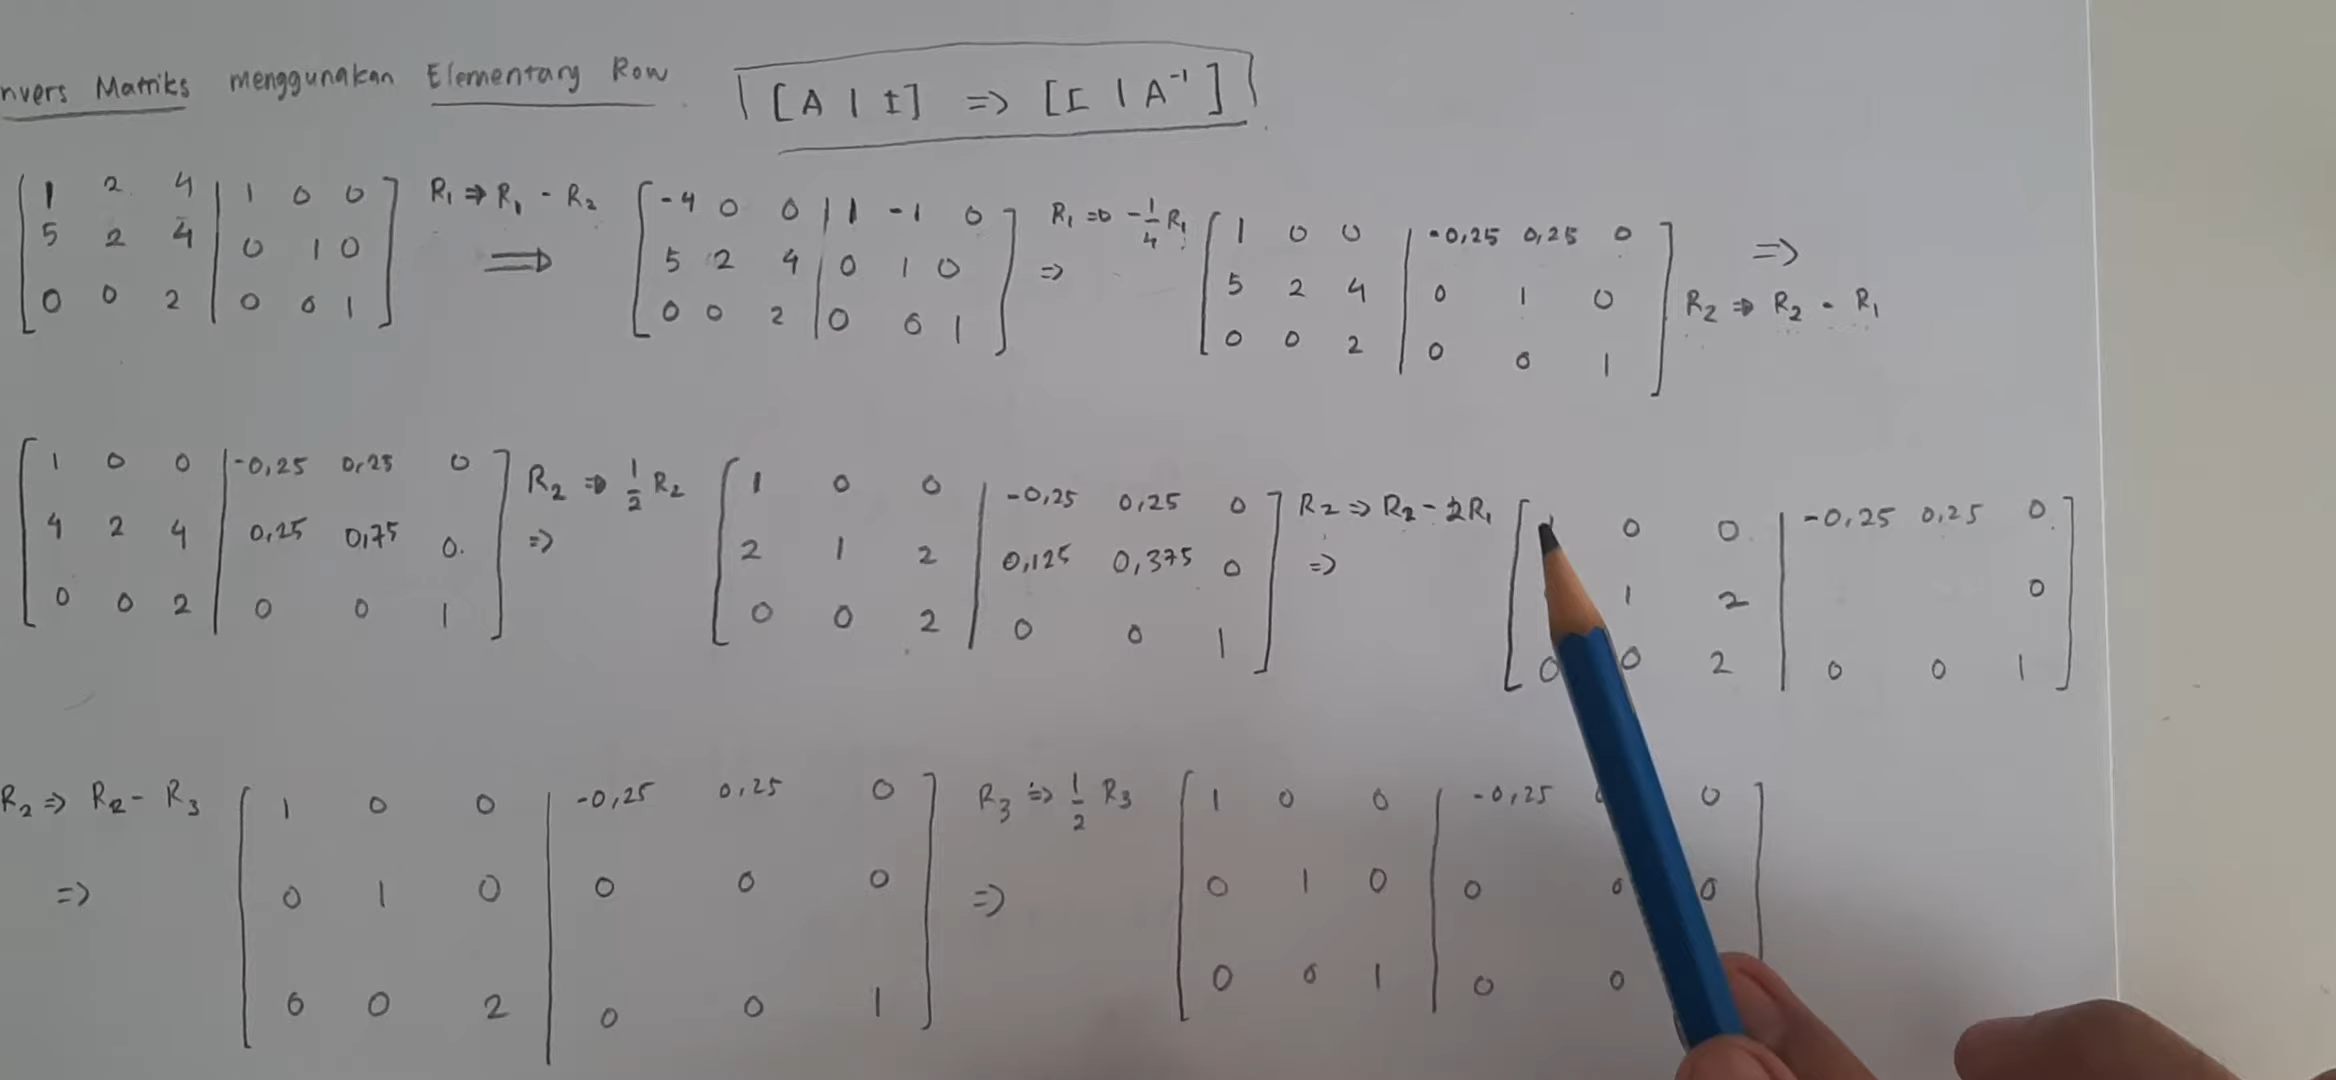 nvers Matriks menggunakan Elementary Row [A | I] => [I | A⁻¹]
[1 2 4 | 1 0 0] R₁ => R₁ - R₂ [-4 0 0 | 1 -1 0] R₁ => -1/4 R₁ [1 0 0 | -0,25 0,25 0] =>
[5 2 4 | 0 1 0] => [5 2 4 | 0 1 0] => [5 2 4 | 0 1 0] R₂ => R₂ - R₁
[0 0 2 | 0 0 1] [0 0 2 | 0 0 1] [0 0 2 | 0 0 1]
[1 0 0 | -0,25 0,25 0] R₂ => 1/2 R₂ [1 0 0 | -0,25 0,25 0] R₂ => R₂ - 2R₁ [0 0 | -0,25 0,25 0]
[4 2 4 | 0,25 0,75 0] => [2 1 2 | 0,125 0,375 0] => [1 2 | 0]
[0 0 2 | 0 0 1] [0 0 2 | 0 0 1] [0 0 2 | 0 0 1]
R₂ => R₂ - R₃ [1 0 0 | -0,25 0,25 0] R₃ => 1/2 R₃ [1 0 0 | -0,25 0]
=> [0 1 0 | 0 0 0] => [0 1 0 | 0 0 0]
[0 0 2 | 0 0 1] [0 0 1 | 0 0